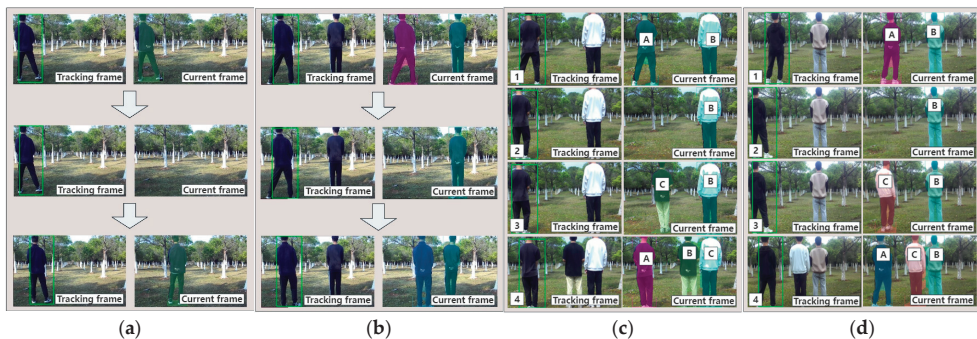 Tracking frame Current frame
Tracking frame Current frame
Tracking frame Current frame
(a)
Tracking frame Current frame
Tracking frame Current frame
Tracking frame Current frame
(b)
A B
1 Tracking frame Current frame
B
2 Tracking frame Current frame
C B
3 Tracking frame Current frame
A B C
4 Tracking frame Current frame
(c)
A B
1 Tracking frame Current frame
B
2 Tracking frame Current frame
C B
3 Tracking frame Current frame
A C B
4 Tracking frame Current frame
(d)